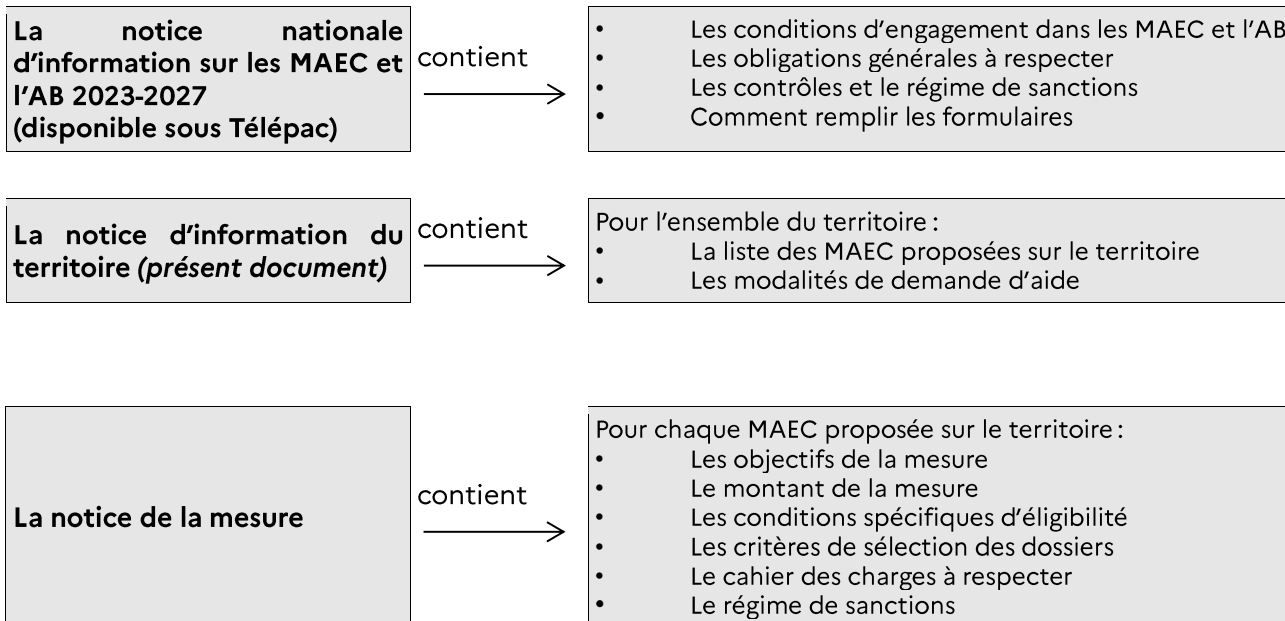 La notice nationale
d'information sur les MAEC et
l'AB 2023-2027
(disponible sous Télépac)
contient
• Les conditions d'engagement dans les MAEC et l'AB
• Les obligations générales à respecter
• Les contrôles et le régime de sanctions
• Comment remplir les formulaires
La notice d'information du
territoire (présent document)
contient
Pour l'ensemble du territoire :
• La liste des MAEC proposées sur le territoire
• Les modalités de demande d'aide
La notice de la mesure
contient
Pour chaque MAEC proposée sur le territoire :
• Les objectifs de la mesure
• Le montant de la mesure
• Les conditions spécifiques d'éligibilité
• Les critères de sélection des dossiers
• Le cahier des charges à respecter
• Le régime de sanctions